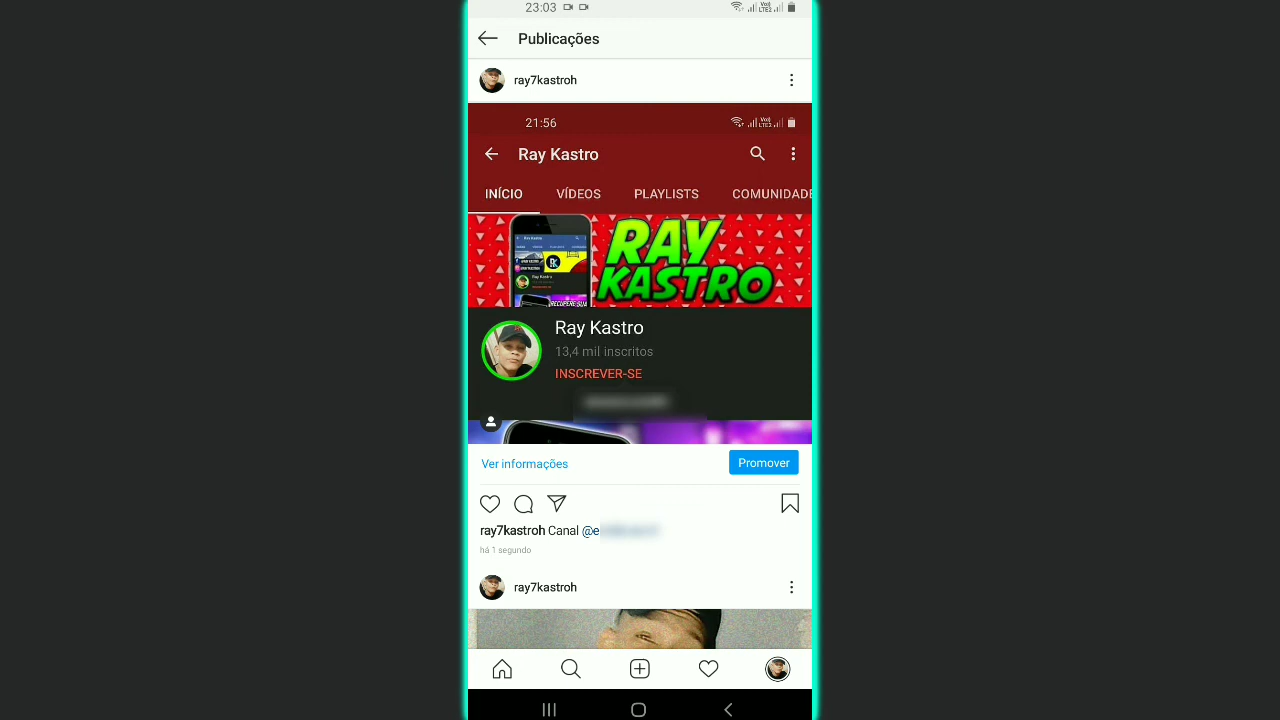 23:03
Publicações
ray7kastroh
21:56
Ray Kastro
INÍCIO VÍDEOS PLAYLISTS COMUNIDADE
RAY
KASTRO
Ray Kastro
13,4 mil inscritos
INSCREVER-SE
Ver informações
Promover
ray7kastroh Canal @e
há 1 segundo
ray7kastroh